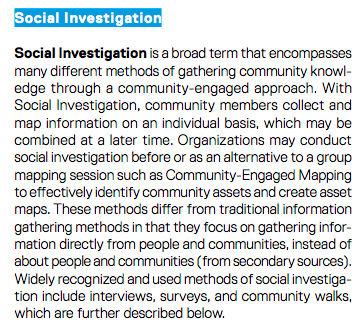 Social Investigation
Social Investigation is a broad term that encompasses
many different methods of gathering community knowl-
edge through a community-engaged approach. With
Social Investigation, community members collect and
map information on an individual basis, which may be
combined at a later time. Organizations may conduct
social investigation before or as an alternative to a group
mapping session such as Community-Engaged Mapping
to effectively identify community assets and create asset
maps. These methods differ from traditional information
gathering methods in that they focus on gathering infor-
mation directly from people and communities, instead of
about people and communities (from secondary sources).
Widely recognized and used methods of social investiga-
tion include interviews, surveys, and community walks,
which are further described below.